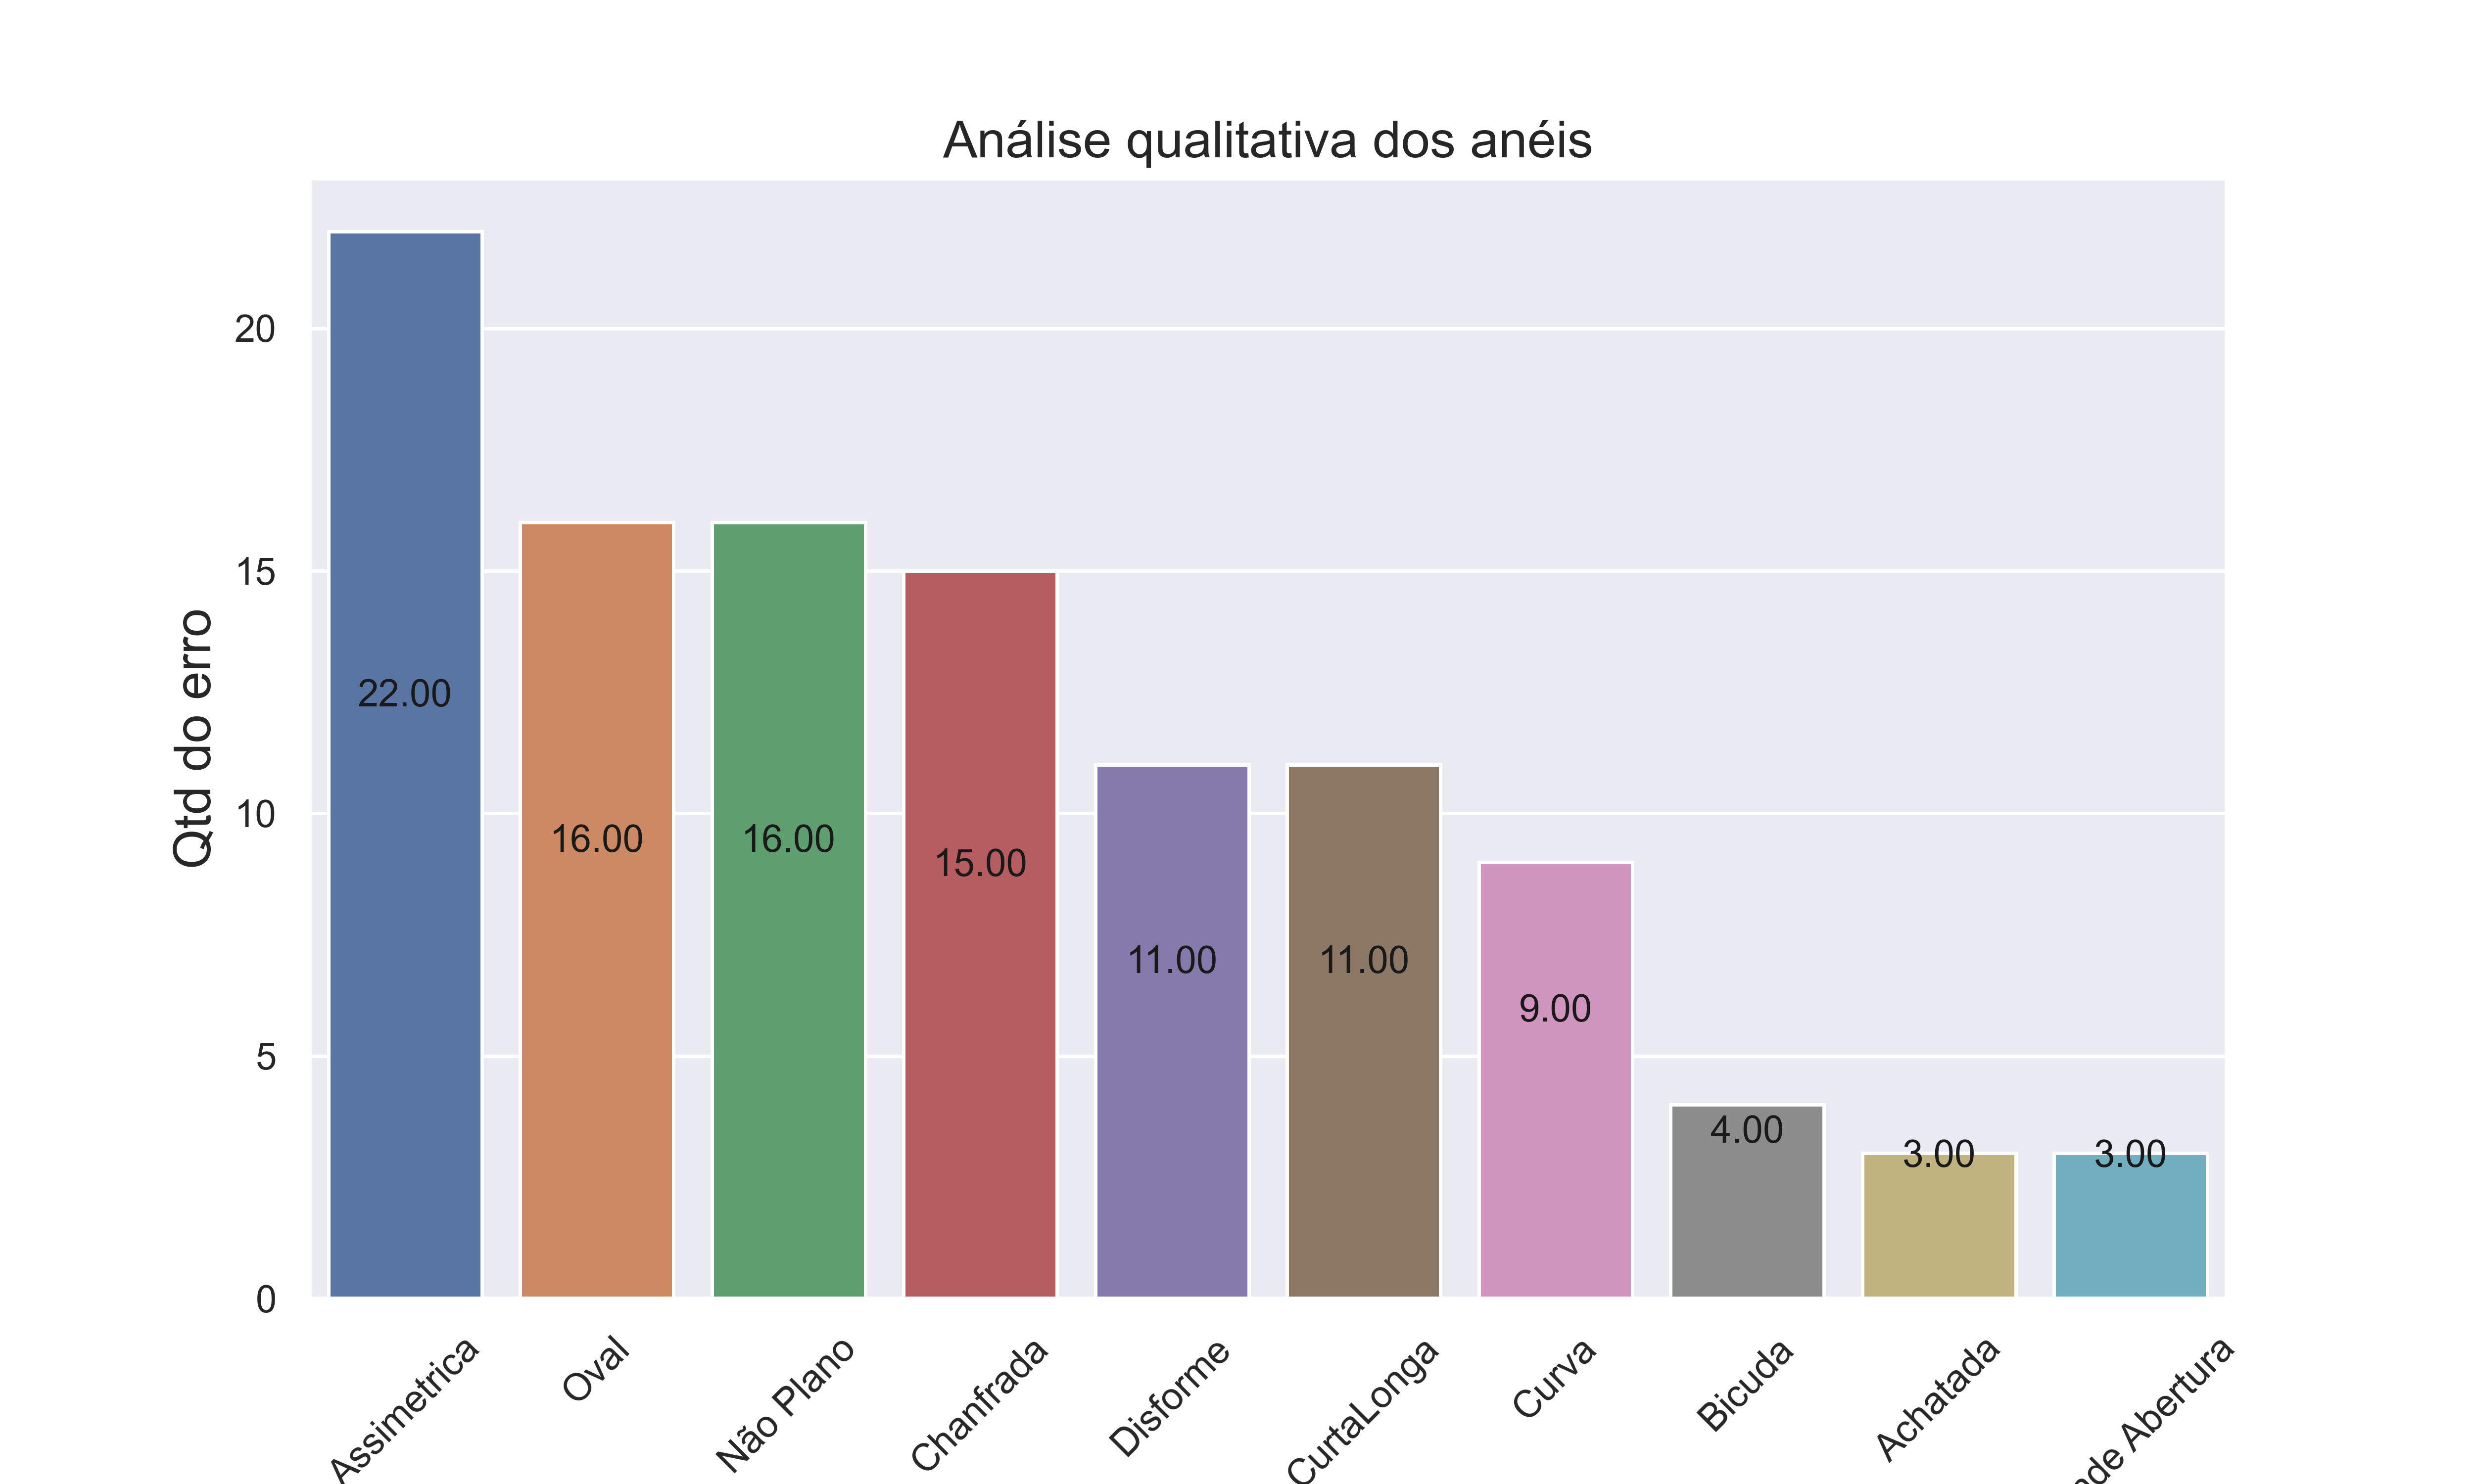 Análise qualitativa dos anéis
Qtd do erro
20
15
10
5
0
22.00
16.00
16.00
15.00
11.00
11.00
9.00
4.00
3.00
3.00
Assimetrica
Oval
Não Plano
Chanfrada
Disforme
CurtaLonga
Curva
Bicuda
Achatada
Abertura